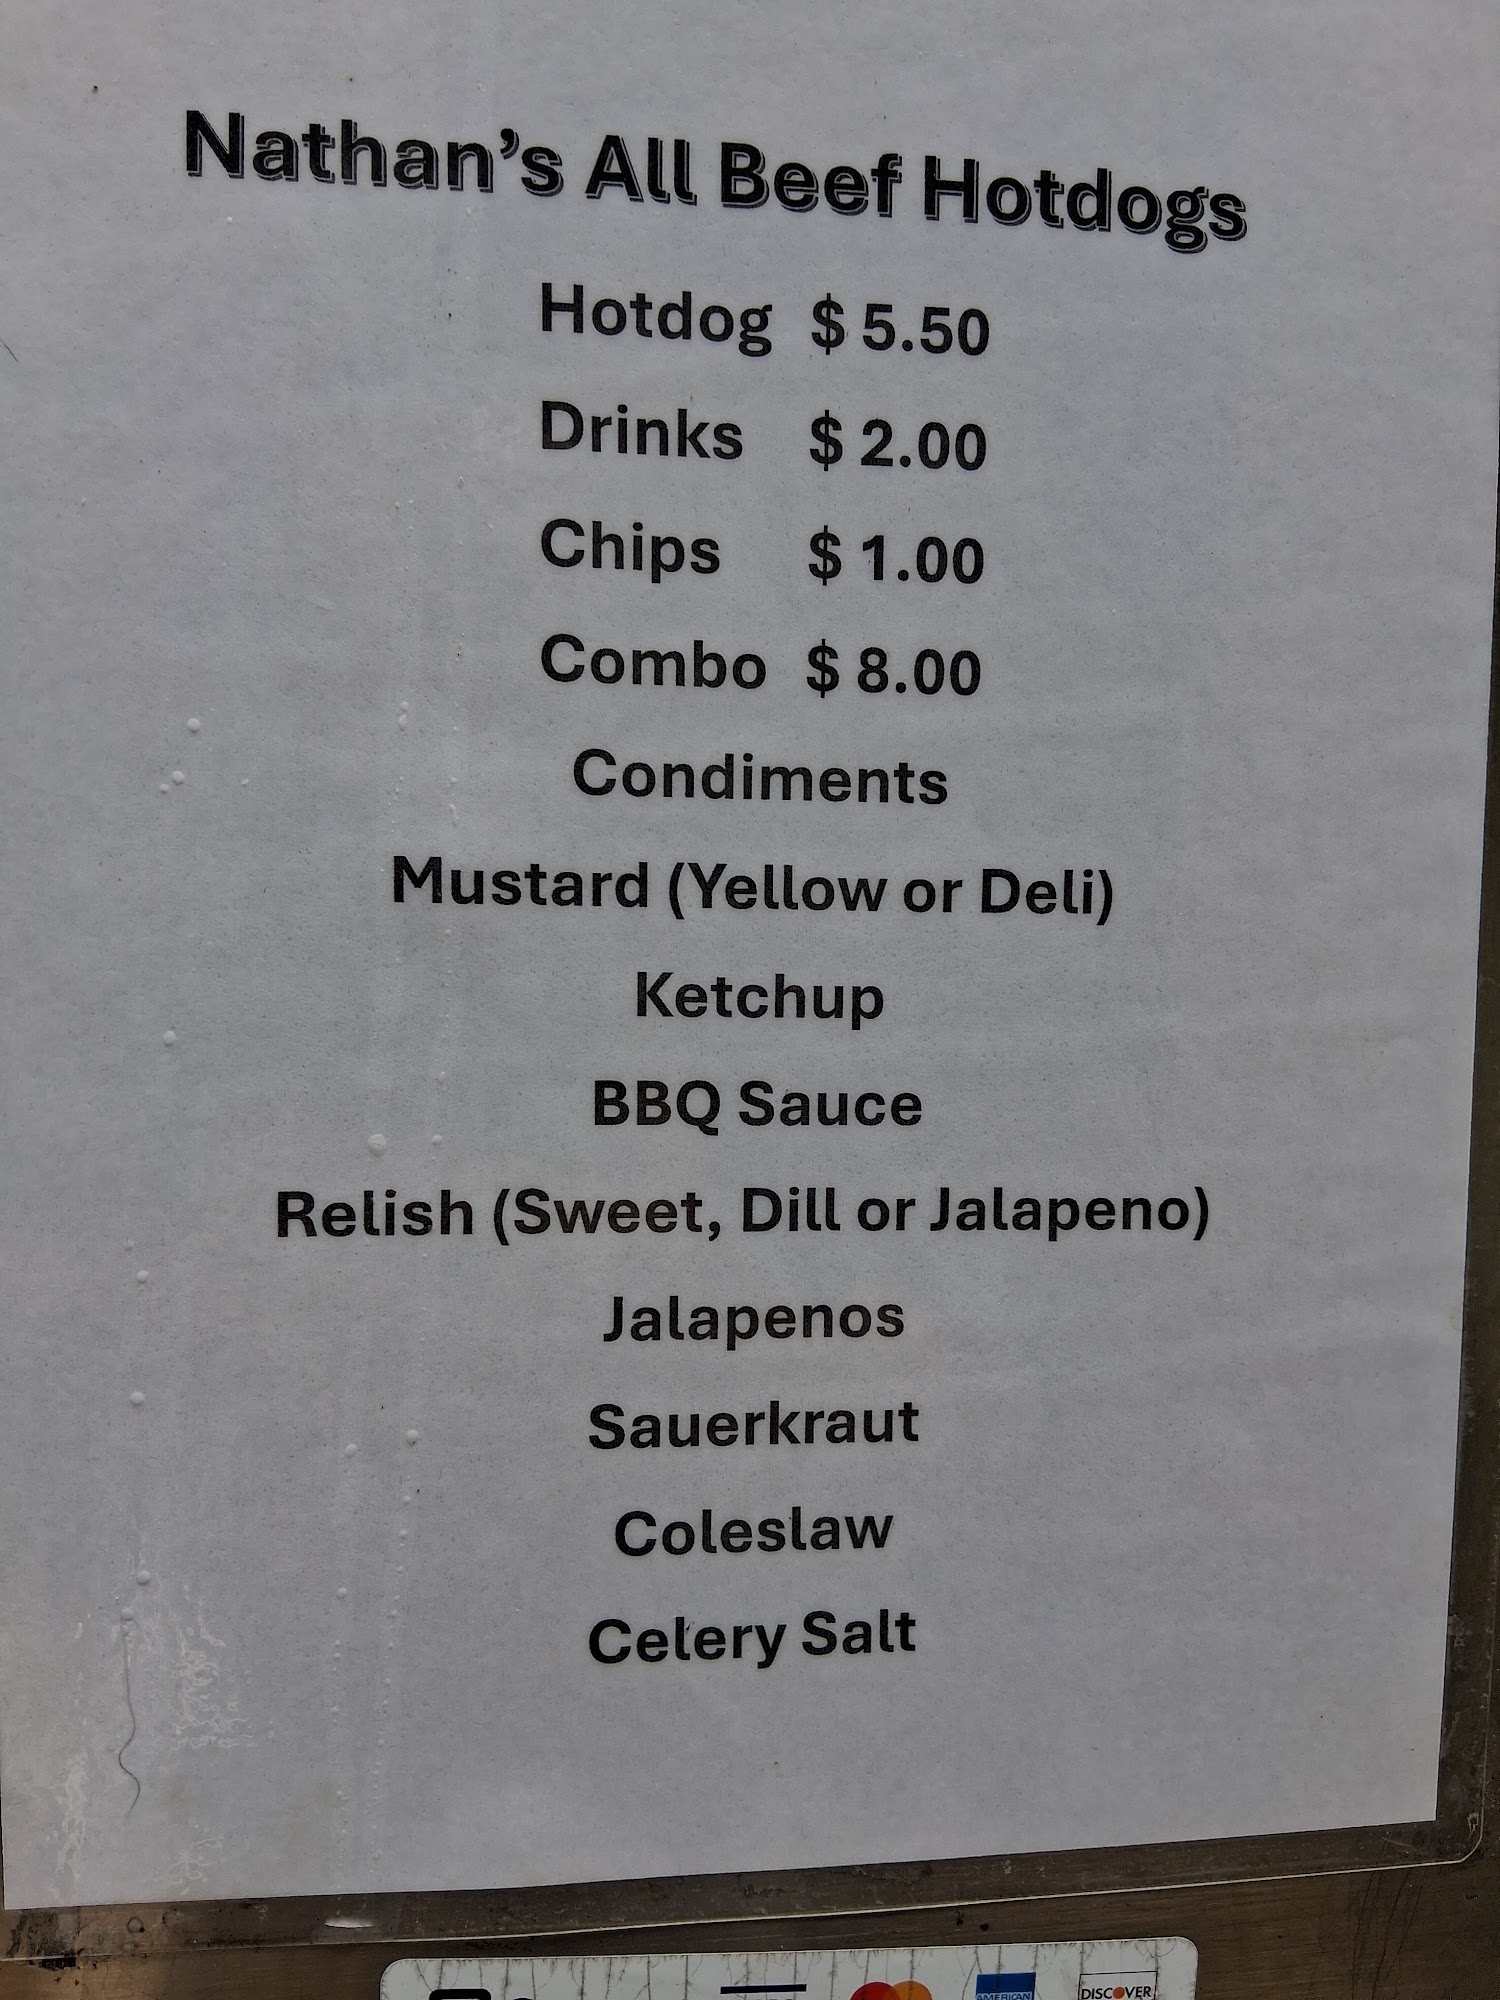 Nathan's All Beef Hotdogs
Hotdog $ 5.50
Drinks $ 2.00
Chips $ 1.00
Combo $ 8.00
Condiments
Mustard (Yellow or Deli)
Ketchup
BBQ Sauce
Relish (Sweet, Dill or Jalapeno)
Jalapenos
Sauerkraut
Coleslaw
Celery Salt
AMERICAN DISCOVER